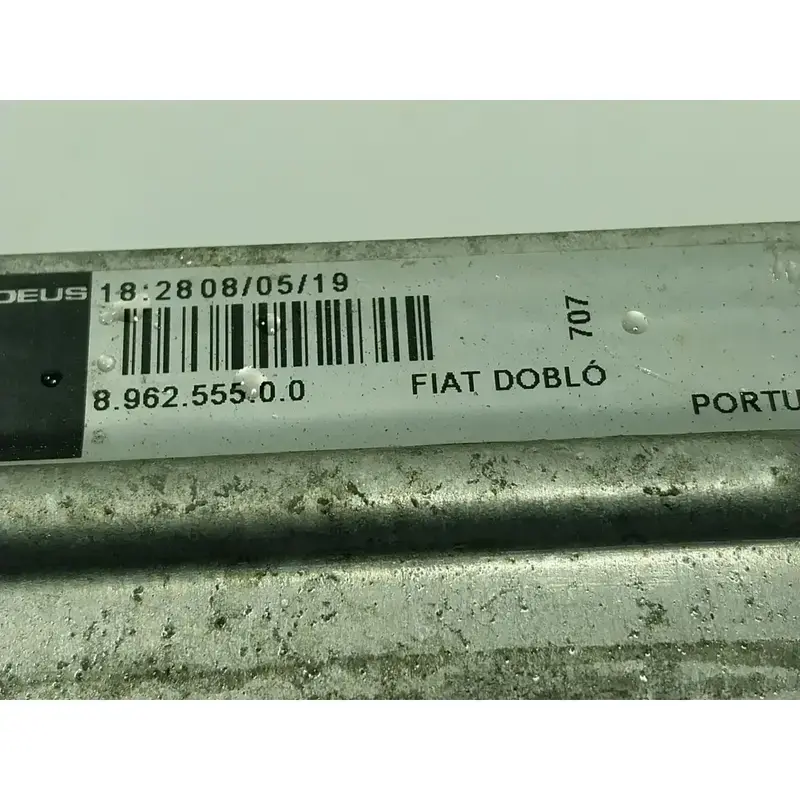 DEUS
18:28 08/05/19
707
8.962.555.0.0
FIAT DOBLÓ
PORTU